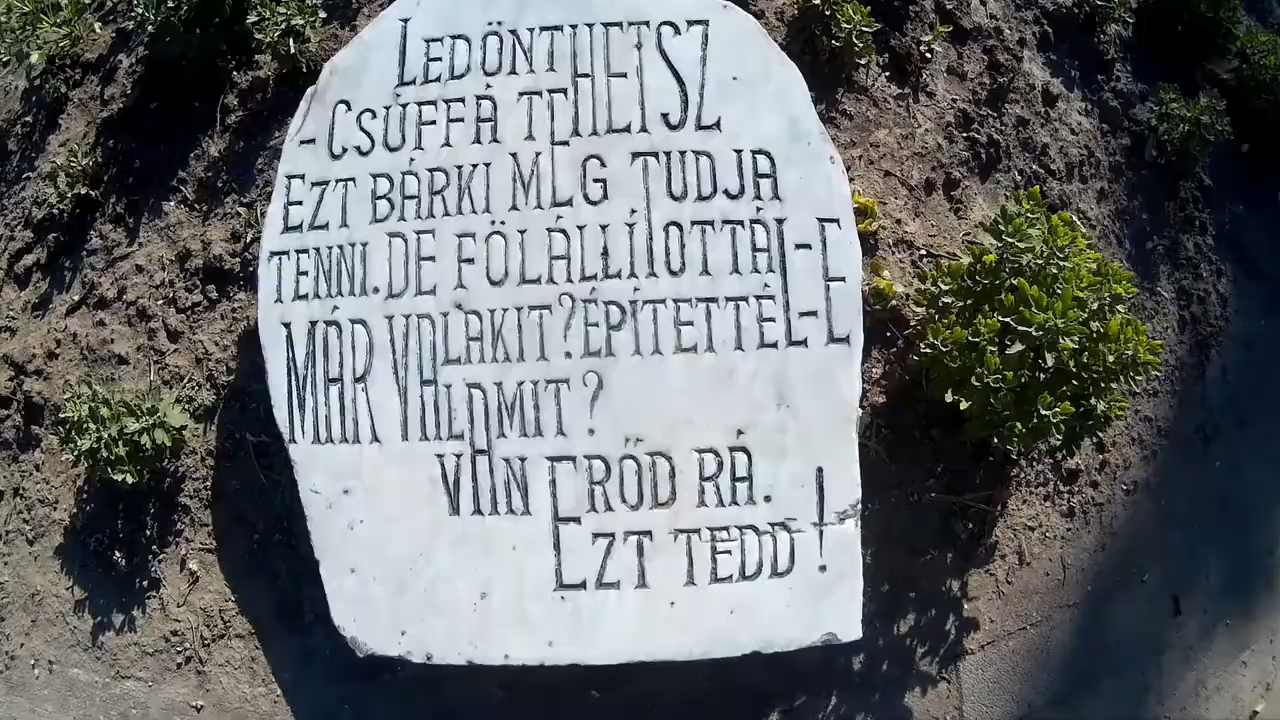 LEDÖNTHETSZ
-CSÚFFÁ TEHETSZ
EZT BÁRKI MEG TUDJA
TENNI. DE FÖLÁLLÍTOTTÁL-E
MÁR VALAKIT? ÉPÍTETTÉL-E
MÁR VALAMIT?
VAN ERŐD RÁ.
EZT TEDD!